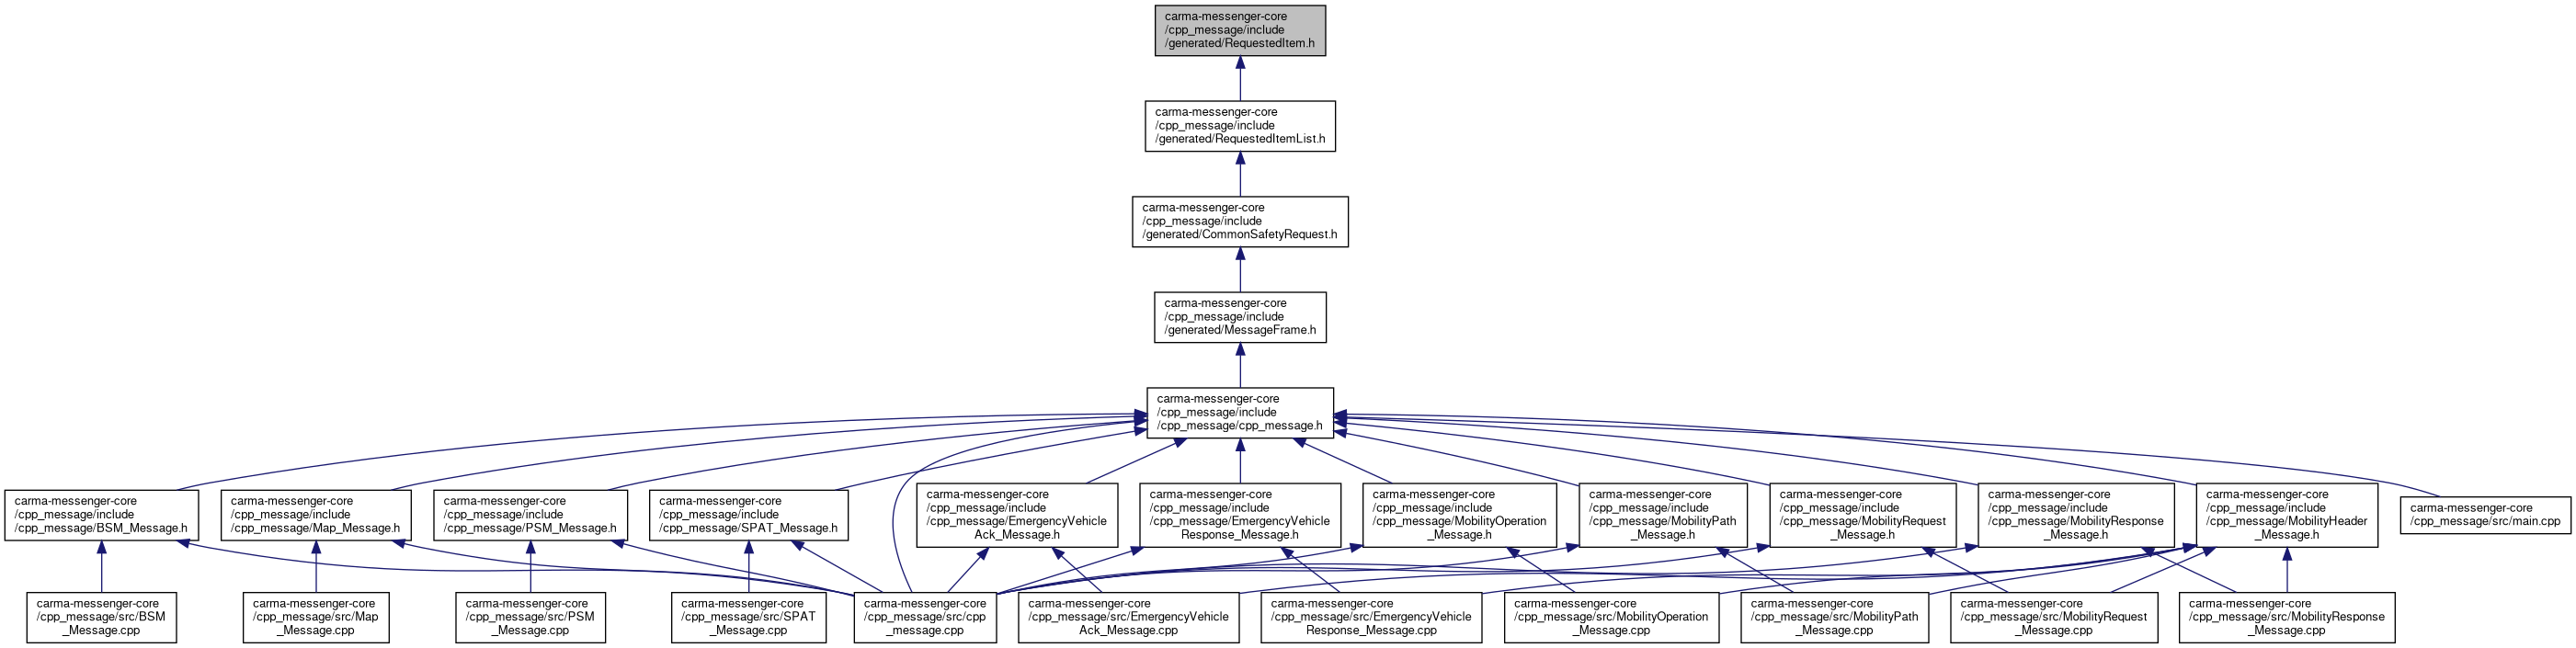 carma-messenger-core
/cpp_message/include
/generated/RequestedItem.h
carma-messenger-core
/cpp_message/include
/generated/RequestedItemList.h
carma-messenger-core
/cpp_message/include
/generated/CommonSafetyRequest.h
carma-messenger-core
/cpp_message/include
/generated/MessageFrame.h
carma-messenger-core
/cpp_message/include
/cpp_message/cpp_message.h
carma-messenger-core
/cpp_message/include
/cpp_message/BSM_Message.h
carma-messenger-core
/cpp_message/include
/cpp_message/Map_Message.h
carma-messenger-core
/cpp_message/include
/cpp_message/PSM_Message.h
carma-messenger-core
/cpp_message/include
/cpp_message/SPAT_Message.h
carma-messenger-core
/cpp_message/include
/cpp_message/EmergencyVehicle
Ack_Message.h
carma-messenger-core
/cpp_message/include
/cpp_message/EmergencyVehicle
Response_Message.h
carma-messenger-core
/cpp_message/include
/cpp_message/MobilityOperation
_Message.h
carma-messenger-core
/cpp_message/include
/cpp_message/MobilityPath
_Message.h
carma-messenger-core
/cpp_message/include
/cpp_message/MobilityRequest
_Message.h
carma-messenger-core
/cpp_message/include
/cpp_message/MobilityResponse
_Message.h
carma-messenger-core
/cpp_message/include
/cpp_message/MobilityHeader
_Message.h
carma-messenger-core
/cpp_message/src/main.cpp
carma-messenger-core
/cpp_message/src/BSM
_Message.cpp
carma-messenger-core
/cpp_message/src/Map
_Message.cpp
carma-messenger-core
/cpp_message/src/PSM
_Message.cpp
carma-messenger-core
/cpp_message/src/SPAT
_Message.cpp
carma-messenger-core
/cpp_message/src/cpp
_message.cpp
carma-messenger-core
/cpp_message/src/EmergencyVehicle
Ack_Message.cpp
carma-messenger-core
/cpp_message/src/EmergencyVehicle
Response_Message.cpp
carma-messenger-core
/cpp_message/src/MobilityOperation
_Message.cpp
carma-messenger-core
/cpp_message/src/MobilityPath
_Message.cpp
carma-messenger-core
/cpp_message/src/MobilityRequest
_Message.cpp
carma-messenger-core
/cpp_message/src/MobilityResponse
_Message.cpp